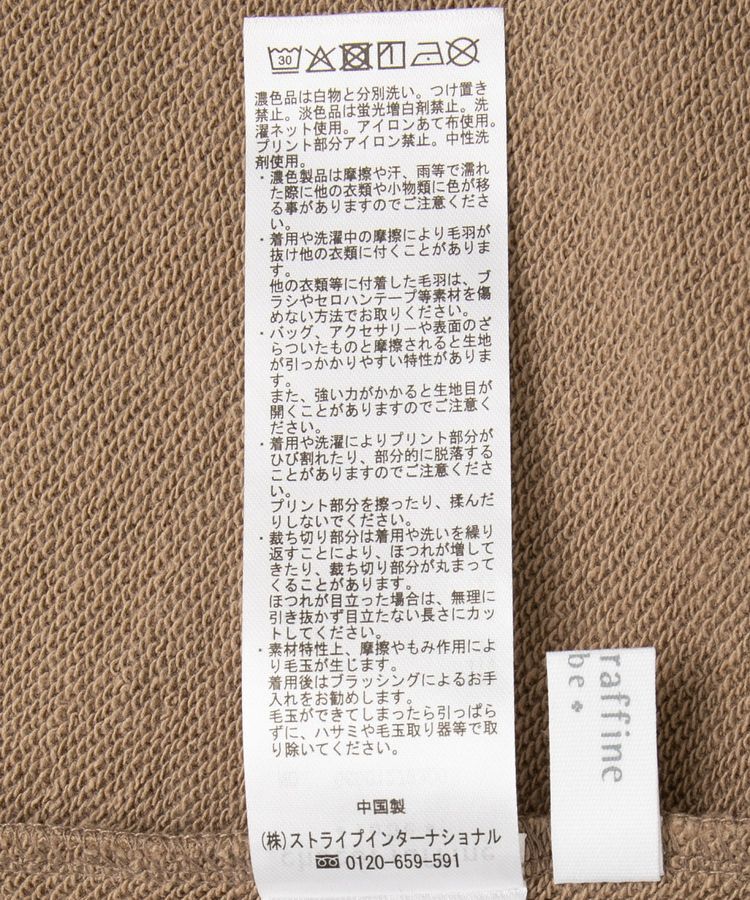 30
濃色品は白物と分別洗い。つけ置き
禁止。淡色品は蛍光増白剤禁止。洗
濯ネット使用。アイロンあて布使用。
プリント部分アイロン禁止。中性洗
剤使用。
・濃色製品は摩擦や汗、雨等で濡れ
た際に他の衣類や小物類に色が移
る事がありますのでご注意くださ
い。
・着用や洗濯中の摩擦により毛羽が
抜け他の衣類に付くことがありま
す。
他の衣類等に付着した毛羽は、ブ
ラシやセロハンテープ等素材を傷
めない方法でお取りください。
・バッグ、アクセサリーや表面のざ
らついたものと摩擦されると生地
が引っかかりやすい特性がありま
す。
また、強い力がかかると生地目が
開くことがありますのでご注意く
ださい。
・着用や洗濯によりプリント部分が
ひび割れたり、部分的に脱落する
ことがありますのでご注意くださ
い。
プリント部分を擦ったり、揉んだ
りしないでください。
・裁ち切り部分は着用や洗いを繰り
返すことにより、ほつれが増して
きたり、裁ち切り部分が丸まって
くることがあります。
ほつれが目立った場合は、無理に
引き抜かず目立たない長さにカッ
トしてください。
・素材特性上、摩擦やもみ作用によ
り毛玉が生じます。
着用後はブラッシングによるお手
入れをお勧めします。
毛玉ができてしまったら引っぱら
ずに、ハサミや毛玉取り器等で取
り除いてください。
中国製
(株)ストライプインターナショナル
0120-659-591
raffine
be